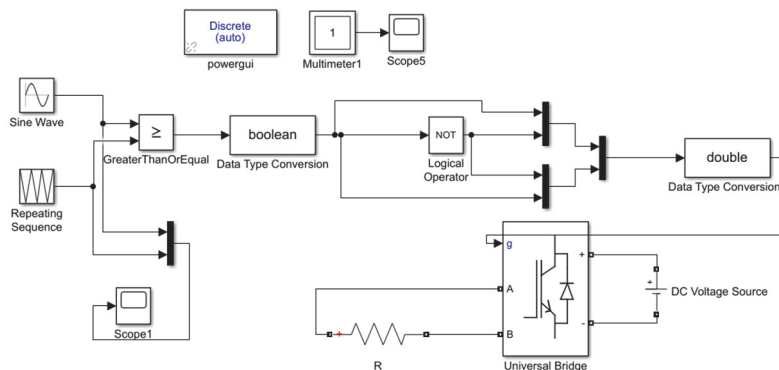 Discrete
(auto)
powergui
1
Multimeter1
Scope5
Sine Wave
≥
GreaterThanOrEqual
boolean
Data Type Conversion
NOT
Logical
Operator
double
Data Type Conversion
Repeating
Sequence
Scope1
g
A
B
+
-
Universal Bridge
+
DC Voltage Source
+
R